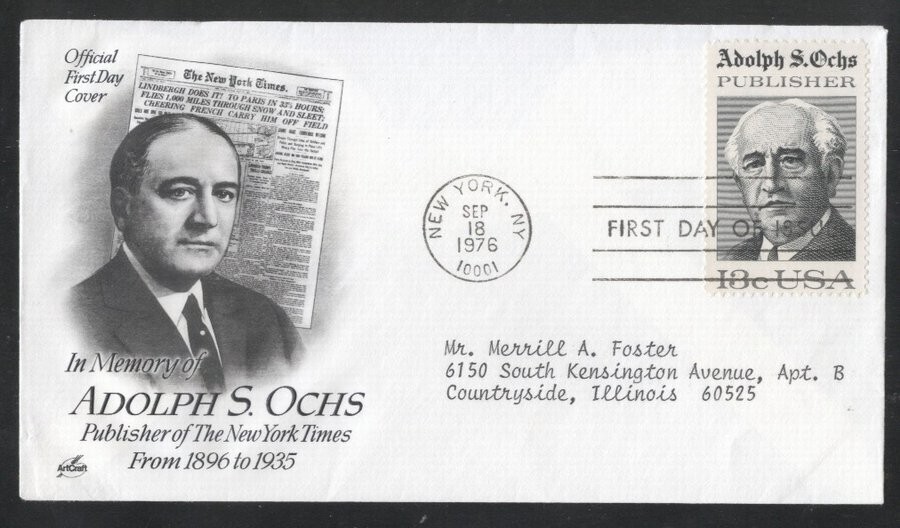 Official
First Day
Cover
The New York Times.
LINDBERGH DOES IT! TO PARIS IN 33½ HOURS;
FLIES 1,000 MILES THROUGH SNOW AND SLEET;
CHEERING FRENCH CARRY HIM OFF FIELD
In Memory of
ADOLPH S. OCHS
Publisher of The New York Times
From 1896 to 1935
ArtCraft
NEW YORK, NY
SEP
18
1976
10001
FIRST DAY OF ISSU
Adolph S. Ochs
PUBLISHER
13c USA
Mr. Merrill A. Foster
6150 South Kensington Avenue, Apt. B
Countryside, Illinois 60525